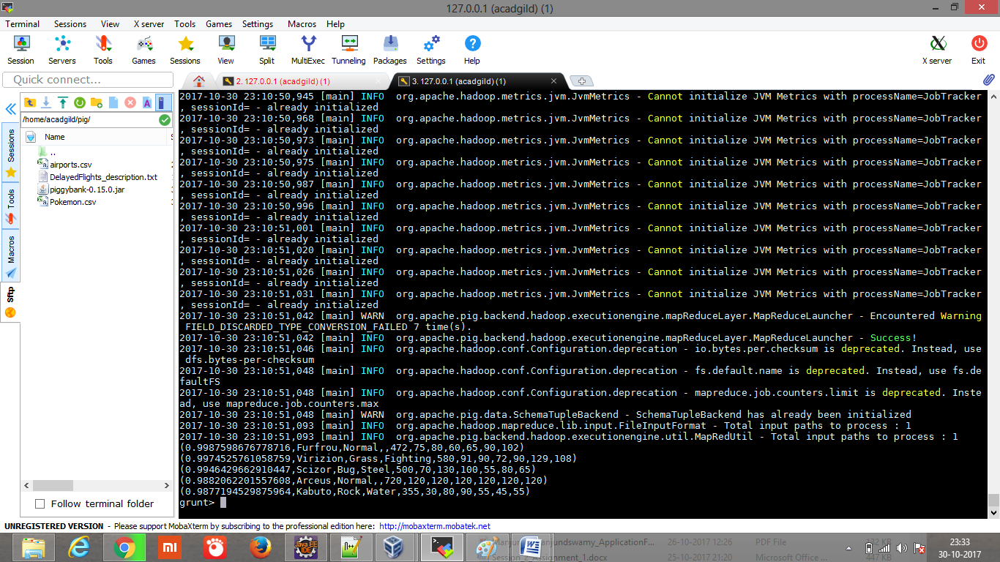 127.0.0.1 (acadgild) (1)
Terminal Sessions View X server Tools Games Settings Macros Help
Session Servers Tools Games Sessions View Split MultiExec Tunneling Packages Settings Help X server Exit
Quick connect...
2. 127.0.0.1 (acadgild) (1)
3. 127.0.0.1 (acadgild) (1)
/home/acadgild/pig/
Name
..
airports.csv
DelayedFlights_description.txt
piggybank-0.15.0.jar
Pokemon.csv
Sessions
Tools
Macros
Sftp
Follow terminal folder
2017-10-30 23:10:50,945 [main] INFO  org.apache.hadoop.metrics.jvm.JvmMetrics - Cannot initialize JVM Metrics with processName=JobTracker
, sessionId= - already initialized
2017-10-30 23:10:50,968 [main] INFO  org.apache.hadoop.metrics.jvm.JvmMetrics - Cannot initialize JVM Metrics with processName=JobTracker
, sessionId= - already initialized
2017-10-30 23:10:50,973 [main] INFO  org.apache.hadoop.metrics.jvm.JvmMetrics - Cannot initialize JVM Metrics with processName=JobTracker
, sessionId= - already initialized
2017-10-30 23:10:50,975 [main] INFO  org.apache.hadoop.metrics.jvm.JvmMetrics - Cannot initialize JVM Metrics with processName=JobTracker
, sessionId= - already initialized
2017-10-30 23:10:50,987 [main] INFO  org.apache.hadoop.metrics.jvm.JvmMetrics - Cannot initialize JVM Metrics with processName=JobTracker
, sessionId= - already initialized
2017-10-30 23:10:50,996 [main] INFO  org.apache.hadoop.metrics.jvm.JvmMetrics - Cannot initialize JVM Metrics with processName=JobTracker
, sessionId= - already initialized
2017-10-30 23:10:51,001 [main] INFO  org.apache.hadoop.metrics.jvm.JvmMetrics - Cannot initialize JVM Metrics with processName=JobTracker
, sessionId= - already initialized
2017-10-30 23:10:51,020 [main] INFO  org.apache.hadoop.metrics.jvm.JvmMetrics - Cannot initialize JVM Metrics with processName=JobTracker
, sessionId= - already initialized
2017-10-30 23:10:51,026 [main] INFO  org.apache.hadoop.metrics.jvm.JvmMetrics - Cannot initialize JVM Metrics with processName=JobTracker
, sessionId= - already initialized
2017-10-30 23:10:51,031 [main] INFO  org.apache.hadoop.metrics.jvm.JvmMetrics - Cannot initialize JVM Metrics with processName=JobTracker
, sessionId= - already initialized
2017-10-30 23:10:51,042 [main] WARN  org.apache.pig.backend.hadoop.executionengine.mapReduceLayer.MapReduceLauncher - Encountered Warning
FIELD_DISCARDED_TYPE_CONVERSION_FAILED 7 time(s).
2017-10-30 23:10:51,042 [main] INFO  org.apache.pig.backend.hadoop.executionengine.mapReduceLayer.MapReduceLauncher - Success!
2017-10-30 23:10:51,046 [main] INFO  org.apache.hadoop.conf.Configuration.deprecation - io.bytes.per.checksum is deprecated. Instead, use
dfs.bytes-per-checksum
2017-10-30 23:10:51,048 [main] INFO  org.apache.hadoop.conf.Configuration.deprecation - fs.default.name is deprecated. Instead, use fs.de
faultFS
2017-10-30 23:10:51,048 [main] INFO  org.apache.hadoop.conf.Configuration.deprecation - mapreduce.job.counters.limit is deprecated. Inste
ad, use mapreduce.job.counters.max
2017-10-30 23:10:51,048 [main] WARN  org.apache.pig.data.SchemaTupleBackend - SchemaTupleBackend has already been initialized
2017-10-30 23:10:51,093 [main] INFO  org.apache.hadoop.mapreduce.lib.input.FileInputFormat - Total input paths to process : 1
2017-10-30 23:10:51,093 [main] INFO  org.apache.pig.backend.hadoop.executionengine.util.MapRedUtil - Total input paths to process : 1
(0.9987598676778716,Furfrou,Normal,,472,75,80,60,65,90,102)
(0.9974525761058759,Virizion,Grass,Fighting,580,91,90,72,90,129,108)
(0.9946429662910447,Scizor,Bug,Steel,500,70,130,100,55,80,65)
(0.9882062201557608,Arceus,Normal,,720,120,120,120,120,120,120)
(0.9877194529875964,Kabuto,Rock,Water,355,30,80,90,55,45,55)
grunt>
UNREGISTERED VERSION - Please support MobaXterm by subscribing to the professional edition here: http://mobaxterm.mobatek.net
Java EE
IDE
23:33
30-10-2017
26-10-2017 12:26 PDF File
Session_2_Assignment_1.docx 25-10-2017 21:20 Microsoft Office ... 447 KB